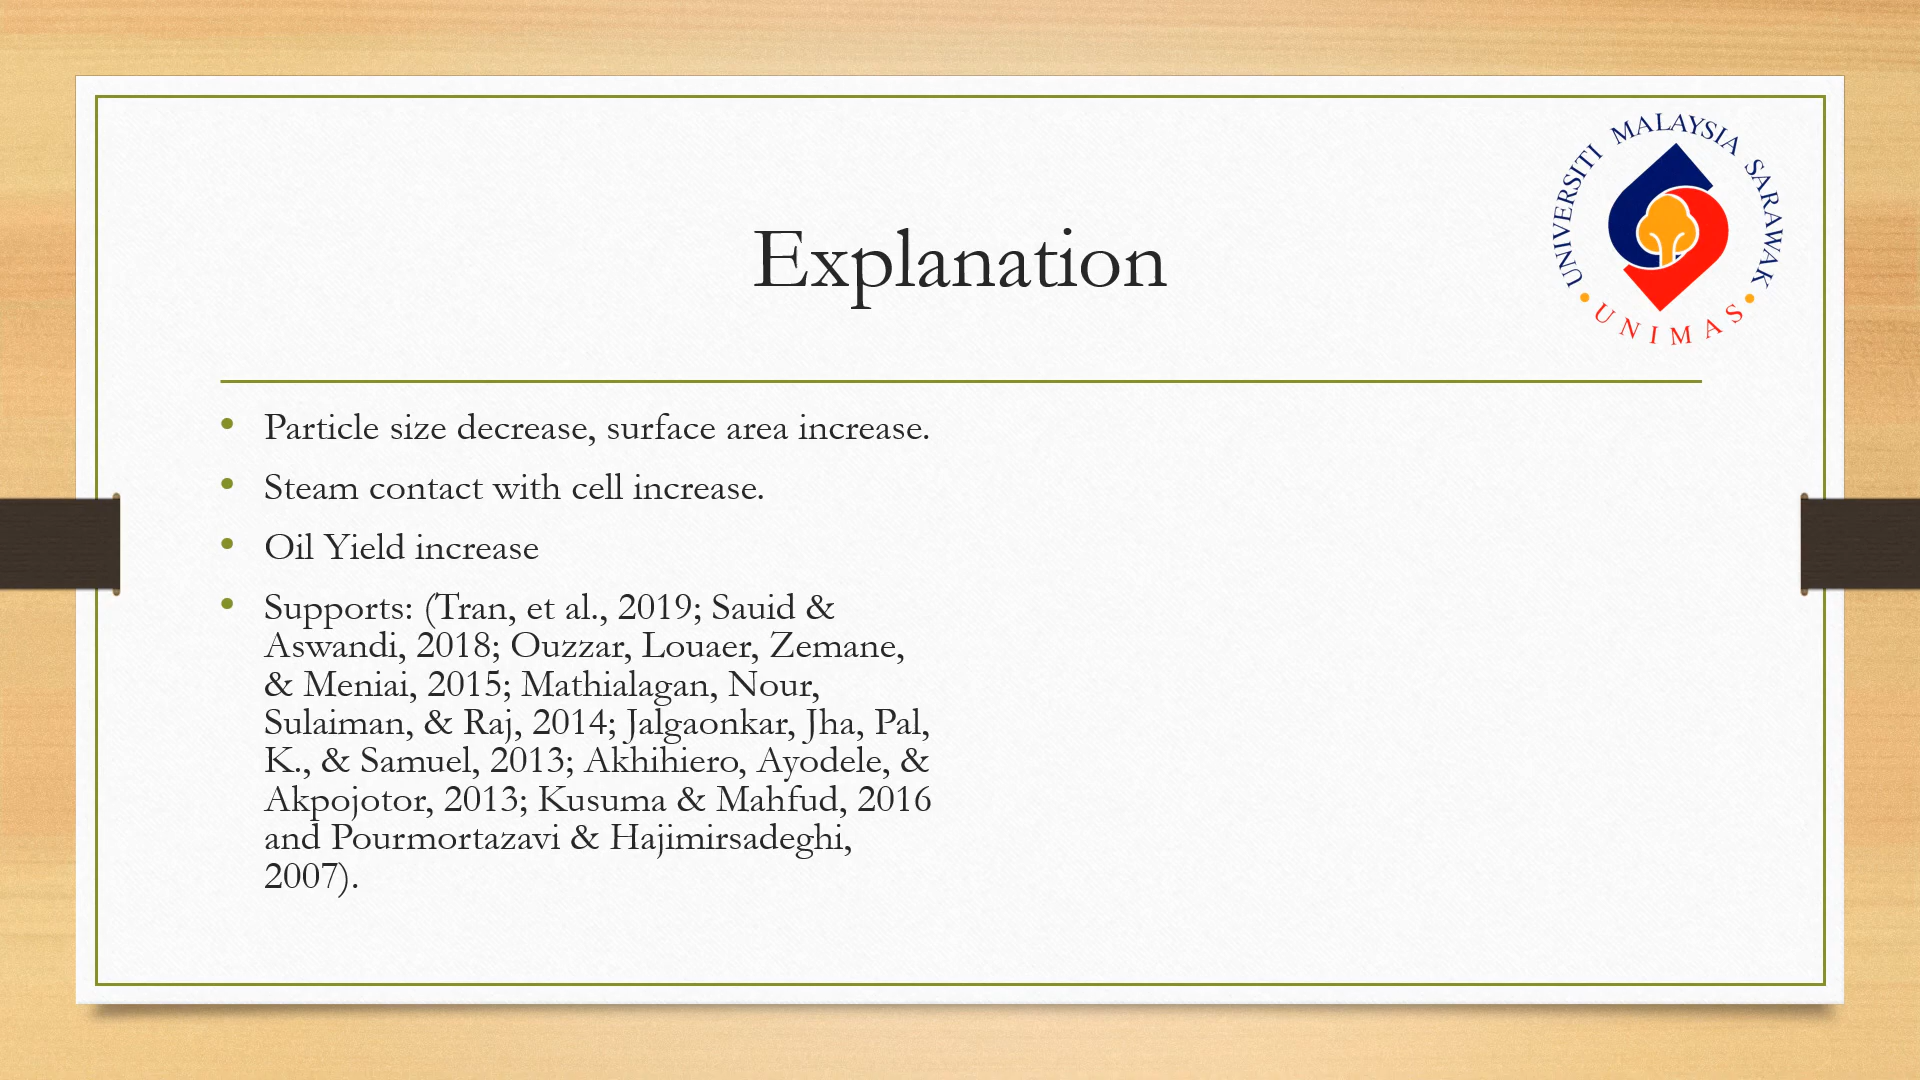 UNIVERSITI MALAYSIA SARAWAK
• UNIMAS •
Explanation
• Particle size decrease, surface area increase.
• Steam contact with cell increase.
• Oil Yield increase
• Supports: (Tran, et al., 2019; Sauid &
Aswandi, 2018; Ouzzar, Louaer, Zemane,
& Meniai, 2015; Mathialagan, Nour,
Sulaiman, & Raj, 2014; Jalgaonkar, Jha, Pal,
K., & Samuel, 2013; Akhihiero, Ayodele, &
Akpojotor, 2013; Kusuma & Mahfud, 2016
and Pourmortazavi & Hajimirsadeghi,
2007).